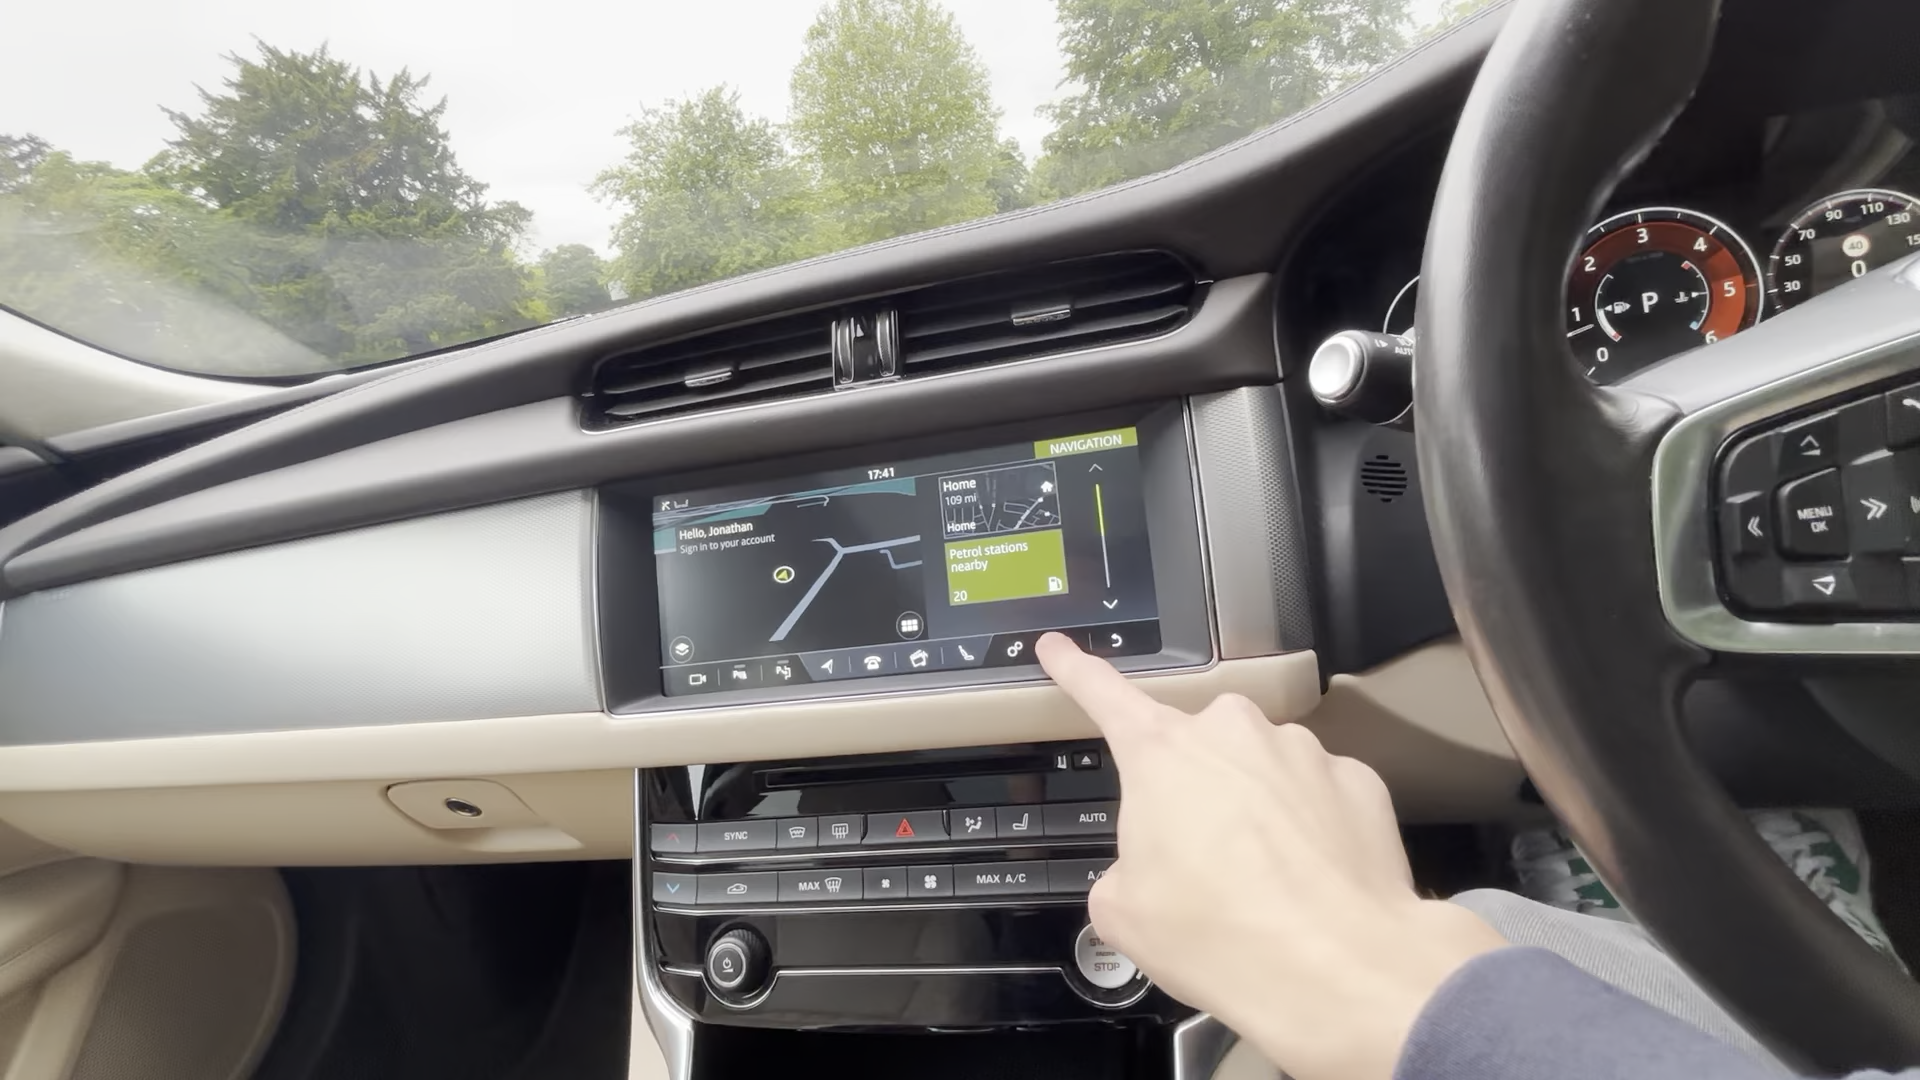 NAVIGATION
17:41
Hello, Jonathan
Sign in to your account
Home
109 mi
Home
Petrol stations
nearby
20
SYNC
AUTO
MAX
MAX A/C
STOP
MENU
OK
0
1
2
3
4
5
6
P
30
50
70
90
110
130
40
0